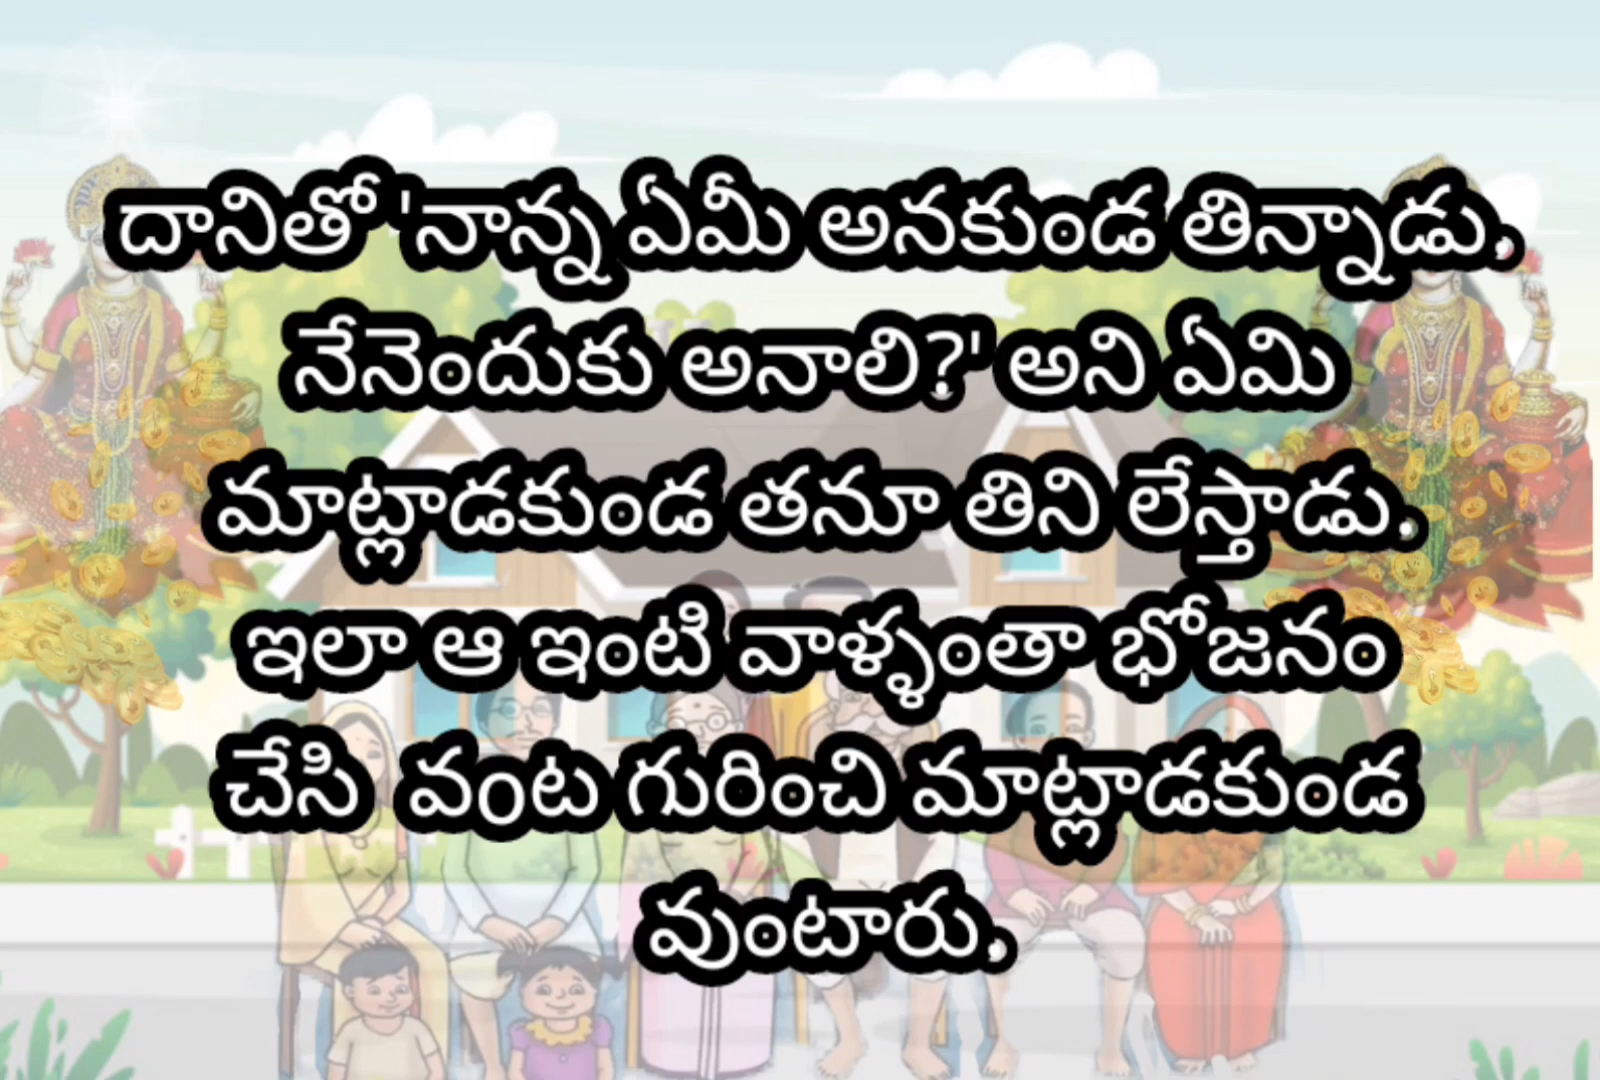 దానితో 'నాన్న ఏమీ అనకుండ తిన్నాడు.
నేనెందుకు అనాలి?' అని ఏమి
మాట్లాడకుండ తనూ తిని లేస్తాడు.
ఇలా ఆ ఇంటి వాళ్ళంతా భోజనం
చేసి వంట గురించి మాట్లాడకుండ
వుంటారు.